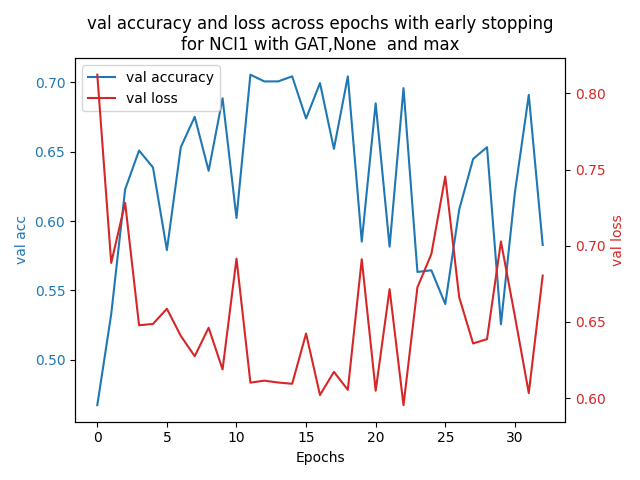 val accuracy and loss across epochs with early stopping
for NCI1 with GAT,None  and max
val accuracy
val loss
0.70
0.65
0.60
0.55
0.50
val acc
0.80
0.75
0.70
0.65
0.60
val loss
0 5 10 15 20 25 30
Epochs